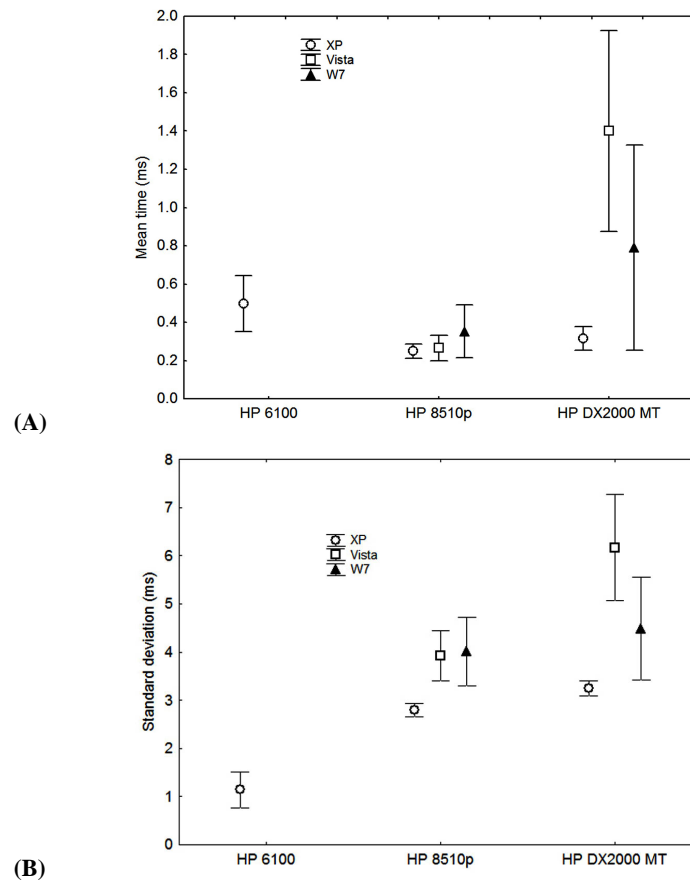 2.0
1.8
1.6
1.4
1.2
1.0
0.8
0.6
0.4
0.2
0.0
Mean time (ms)
XP
Vista
W7
HP 6100 HP 8510p HP DX2000 MT
(A)
8
7
6
5
4
3
2
1
0
Standard deviation (ms)
XP
Vista
W7
HP 6100 HP 8510p HP DX2000 MT
(B)